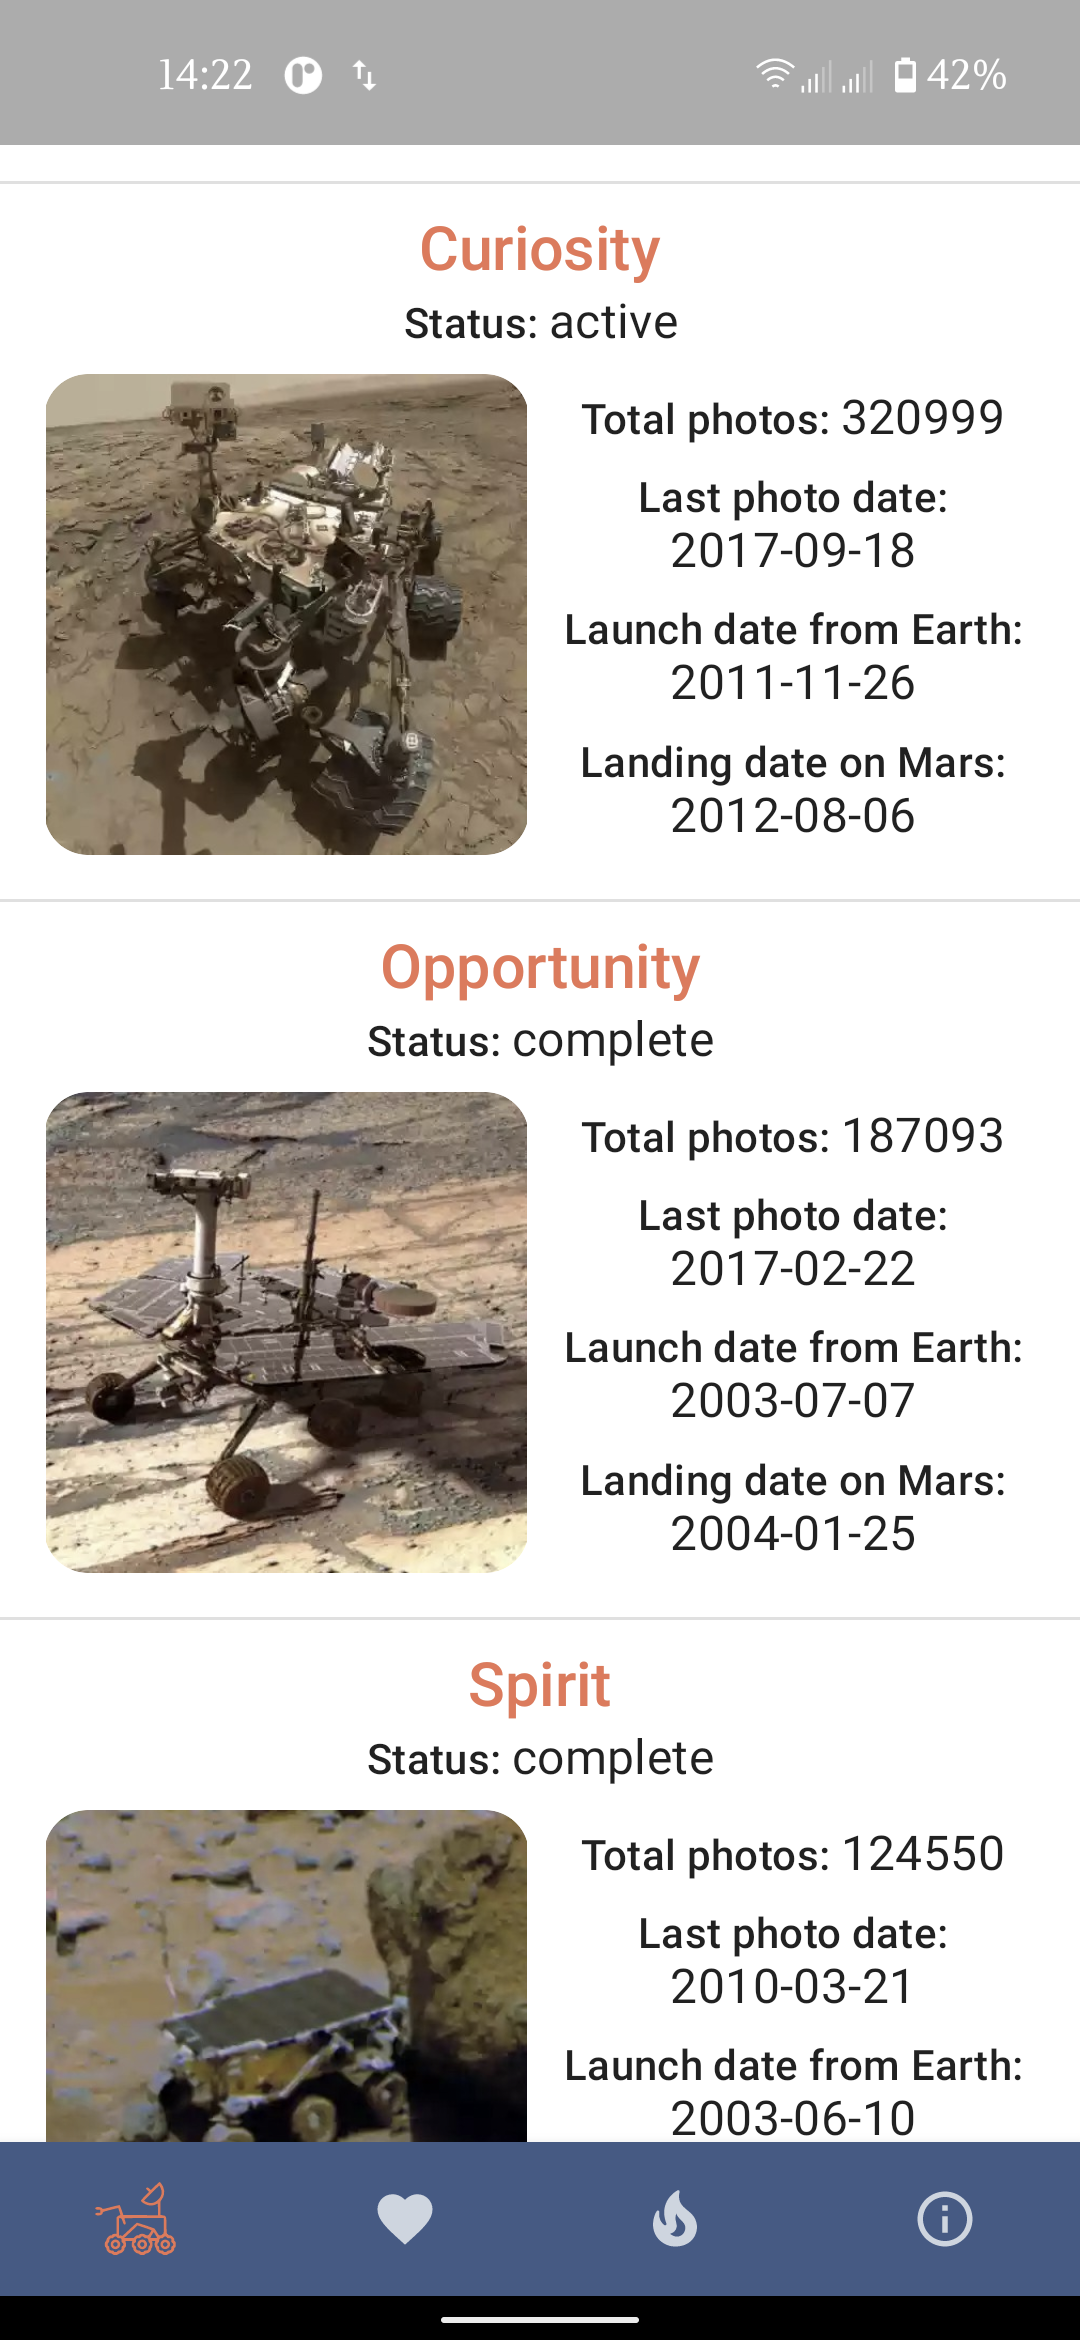 14:22
42%
Curiosity
Status: active
Total photos: 320999
Last photo date:
2017-09-18
Launch date from Earth:
2011-11-26
Landing date on Mars:
2012-08-06
Opportunity
Status: complete
Total photos: 187093
Last photo date:
2017-02-22
Launch date from Earth:
2003-07-07
Landing date on Mars:
2004-01-25
Spirit
Status: complete
Total photos: 124550
Last photo date:
2010-03-21
Launch date from Earth:
2003-06-10